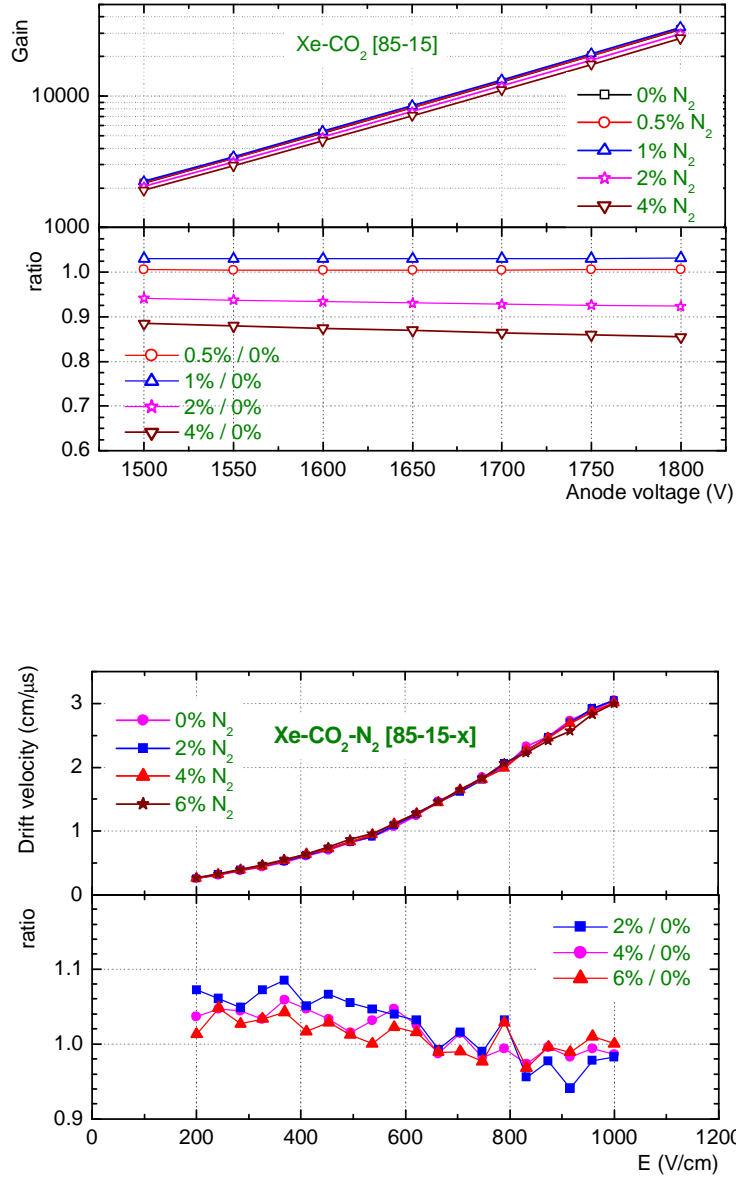 Gain
Xe-CO₂ [85-15]
10000
1000
0% N₂
0.5% N₂
1% N₂
2% N₂
4% N₂
ratio
1.0
0.9
0.8
0.7
0.6
0.5% / 0%
1% / 0%
2% / 0%
4% / 0%
1500 1550 1600 1650 1700 1750 1800
Anode voltage (V)
Drift velocity (cm/μs)
3
2
1
0
0% N₂
2% N₂
4% N₂
6% N₂
Xe-CO₂-N₂ [85-15-x]
ratio
1.1
1.0
0.9
2% / 0%
4% / 0%
6% / 0%
0 200 400 600 800 1000 1200
E (V/cm)